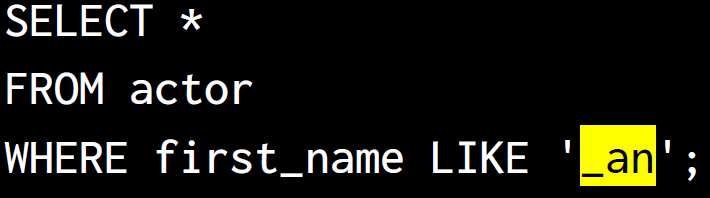 SELECT *
FROM actor
WHERE first_name LIKE '_an';